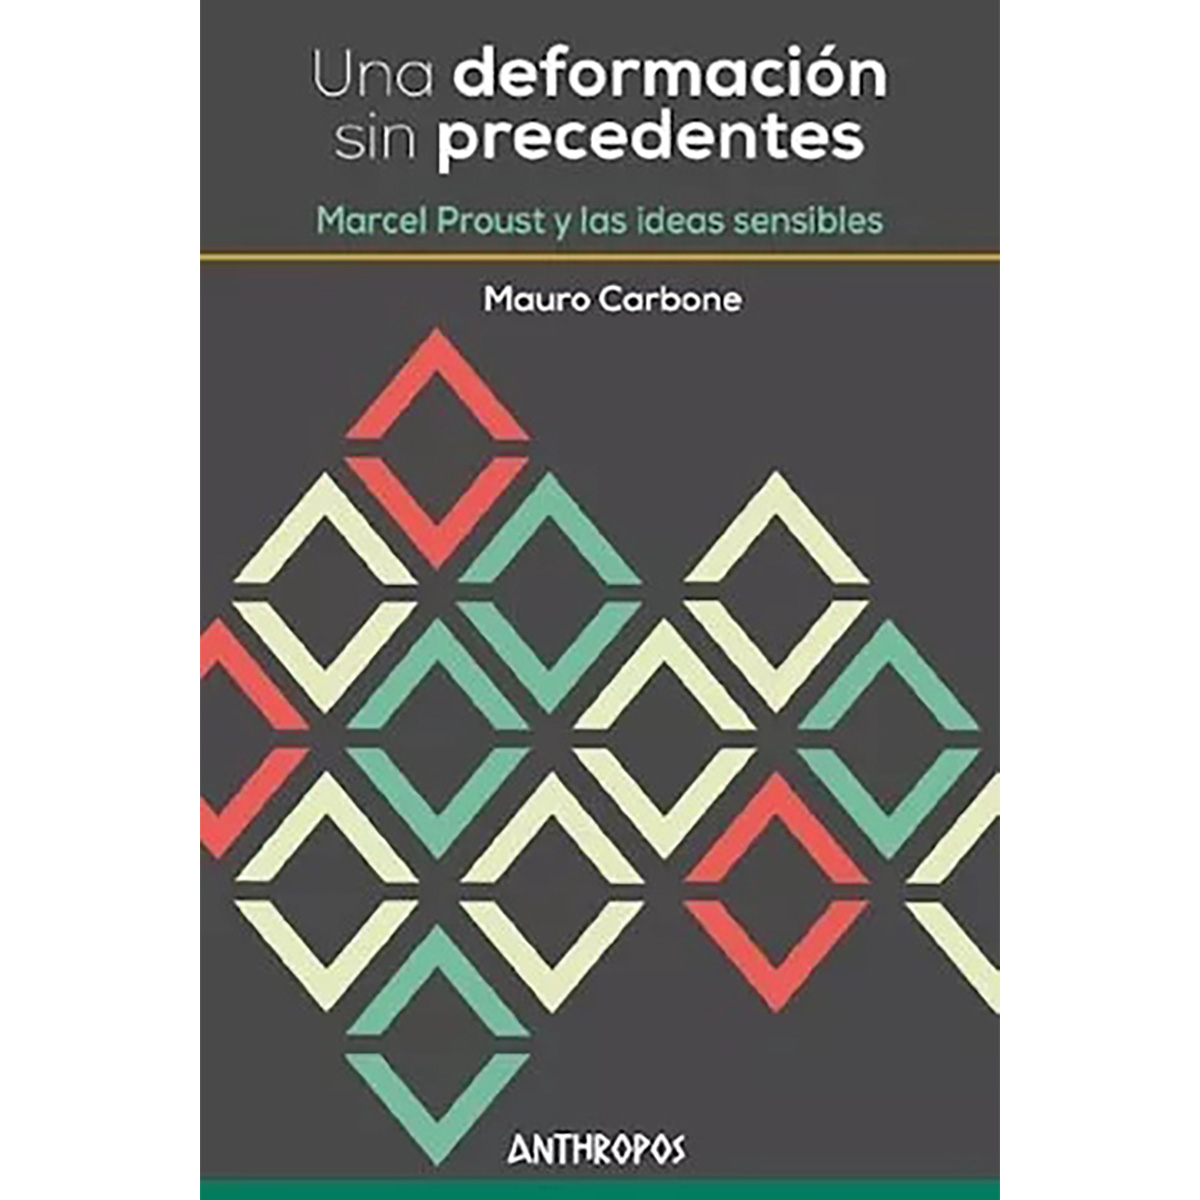 Una deformación
sin precedentes
Marcel Proust y las ideas sensibles
Mauro Carbone
ANTHROPOS